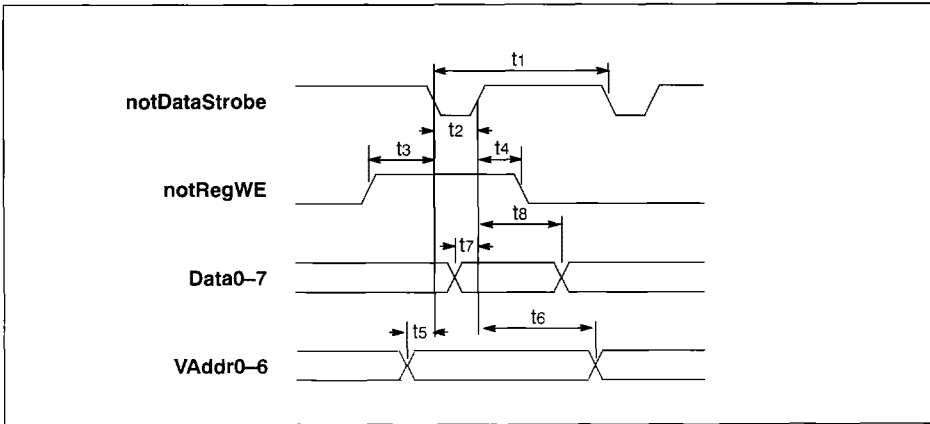 t1
notDataStrobe
t2
t3
t4
notRegWE
t8
t7
Data0–7
t5
t6
VAddr0–6